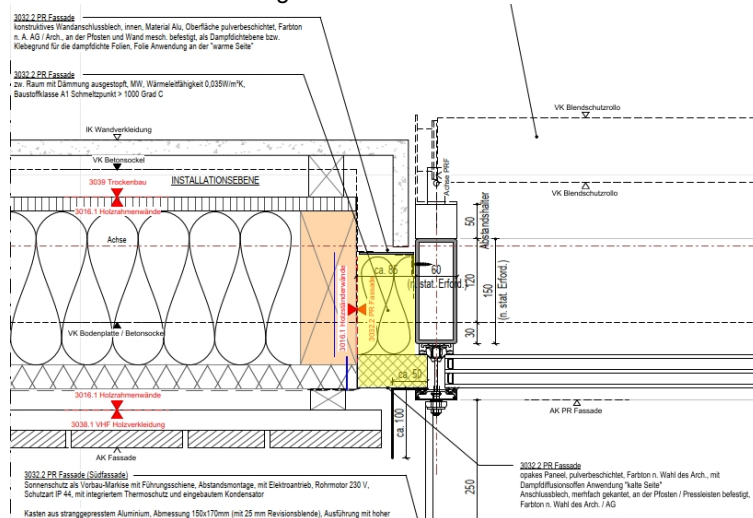 3032.2 PR Fassade
konstruktives Wandanschlussblech, innen, Material Alu, Oberfläche pulverbeschichtet, Farbton
n. A. AG / Arch., an der Pfosten und Wand mesch. befestigt, als Dampfdichtebene bzw.
Klebegrund für die dampfdichte Folien, Folie Anwendung an der "warme Seite"
3032.2 PR Fassade
zw. Raum mit Dämmung ausgestopft, MW, Wärmeleitfähigkeit 0,035W/m°K,
Baustoffklasse A1 Schmelzpunkt > 1000 Grad C
VK Blendschutzrollo
IK Wandverkleidung
VK Betonsockel
3039 Trockenbau
INSTALLATIONSEBENE
3016.1 Holzrahmenwände
Achse PRF
VK Blendschutzrollo
50
Abstandshalter
Achse
ca. 85
60
(n. stat. Erford.)
120
150
(n. stat. Erford.)
30
3016.1 Holzständerwände
3032.2 PR Fassade
VK Bodenplatte / Betonsockel
ca. 50
3016.1 Holzrahmenwände
3038.1 VHF Holzverkleidung
ca. 100
AK PR Fassade
AK Fassade
250
3032.2 PR Fassade (Südfassade)
Sonnenschutz als Vorbau-Markise mit Führungsschiene, Abstandsmontage, mit Elektroantrieb, Rohrmotor 230 V,
Schutzart IP 44, mit integriertem Thermoschutz und eingebautem Kondensator
Kasten aus stranggepresstem Aluminium, Abmessung 150x170mm (mit 25 mm Revisionsblende), Ausführung mit hoher
3032.2 PR Fassade
opakes Paneel, pulverbeschichtet, Farbton n. Wahl des Arch., mit
Dampfdiffusionsoffen Anwendung "kalte Seite"
Anschlussblech, merhfach gekantet, an der Pfosten / Pressleisten befestigt,
Farbton n. Wahl des Arch. / AG